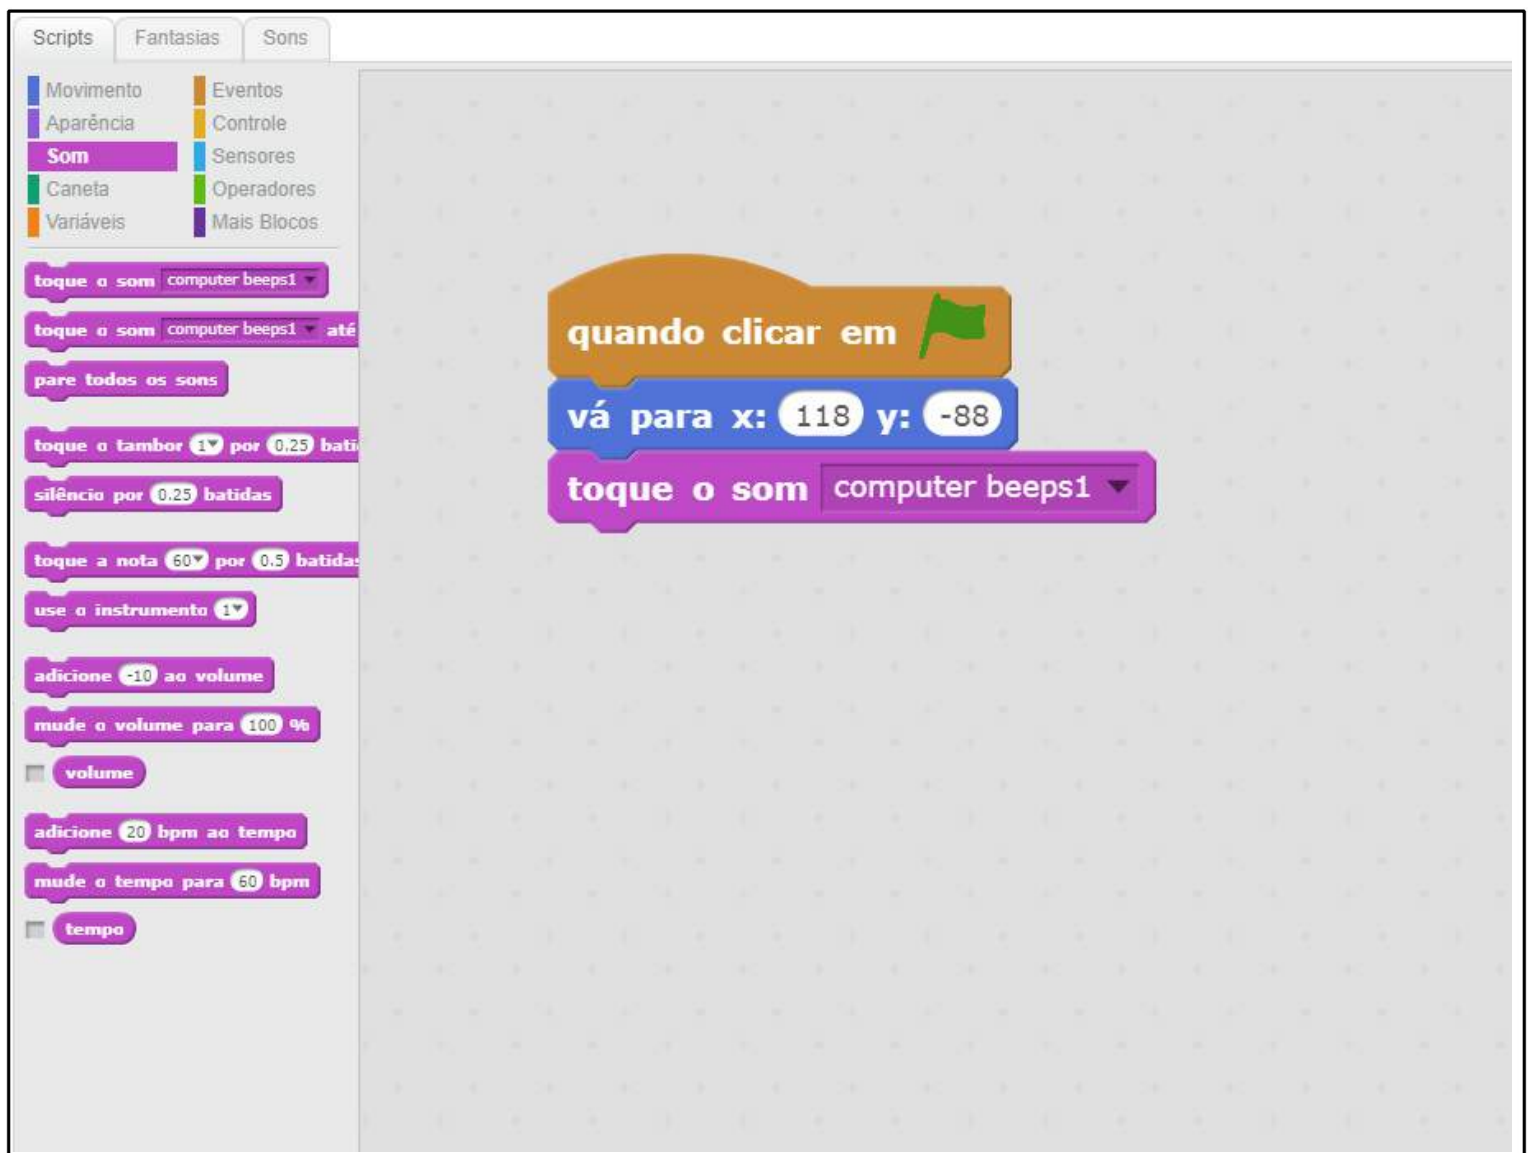 Scripts Fantasias Sons
Movimento Eventos
Aparência Controle
Som Sensores
Caneta Operadores
Variáveis Mais Blocos
toque o som computer beeps1
toque o som computer beeps1 até
pare todos os sons
toque o tambor 1 por 0.25
silêncio por 0.25 batidas
toque a nota 60 por 0.5 batidas
use o instrumento 1
adicione -10 ao volume
mude o volume para 100 %
volume
adicione 20 bpm ao tempo
mude o tempo para 60 bpm
tempo
quando clicar em
vá para x: 118 y: -88
toque o som computer beeps1